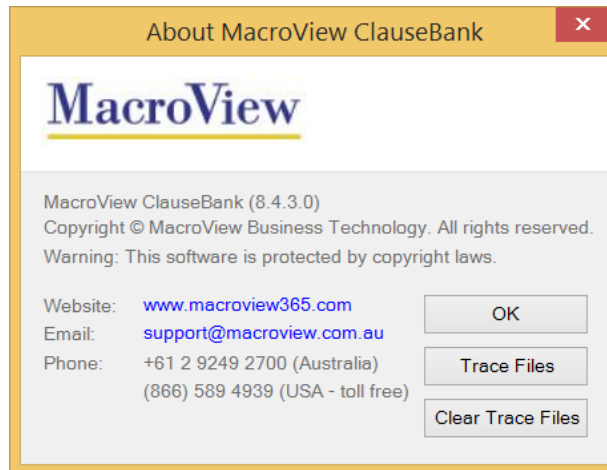 About MacroView ClauseBank
x
MacroView
MacroView ClauseBank (8.4.3.0)
Copyright © MacroView Business Technology. All rights reserved.
Warning: This software is protected by copyright laws.
Website: www.macroview365.com
OK
Email: support@macroview.com.au
Phone: +61 2 9249 2700 (Australia)
Trace Files
(866) 589 4939 (USA - toll free)
Clear Trace Files